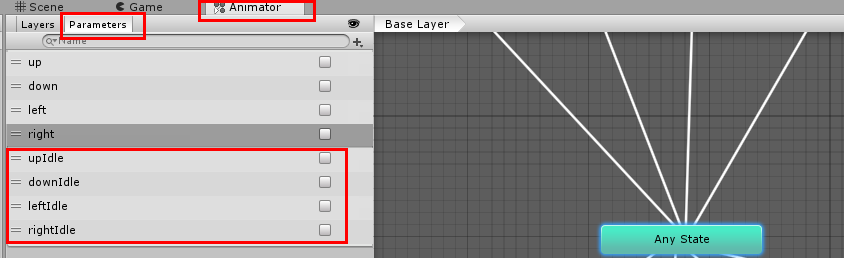 Scene Game Animator
Layers Parameters Base Layer
Name
up
down
left
right
upIdle
downIdle
leftIdle
rightIdle
Any State